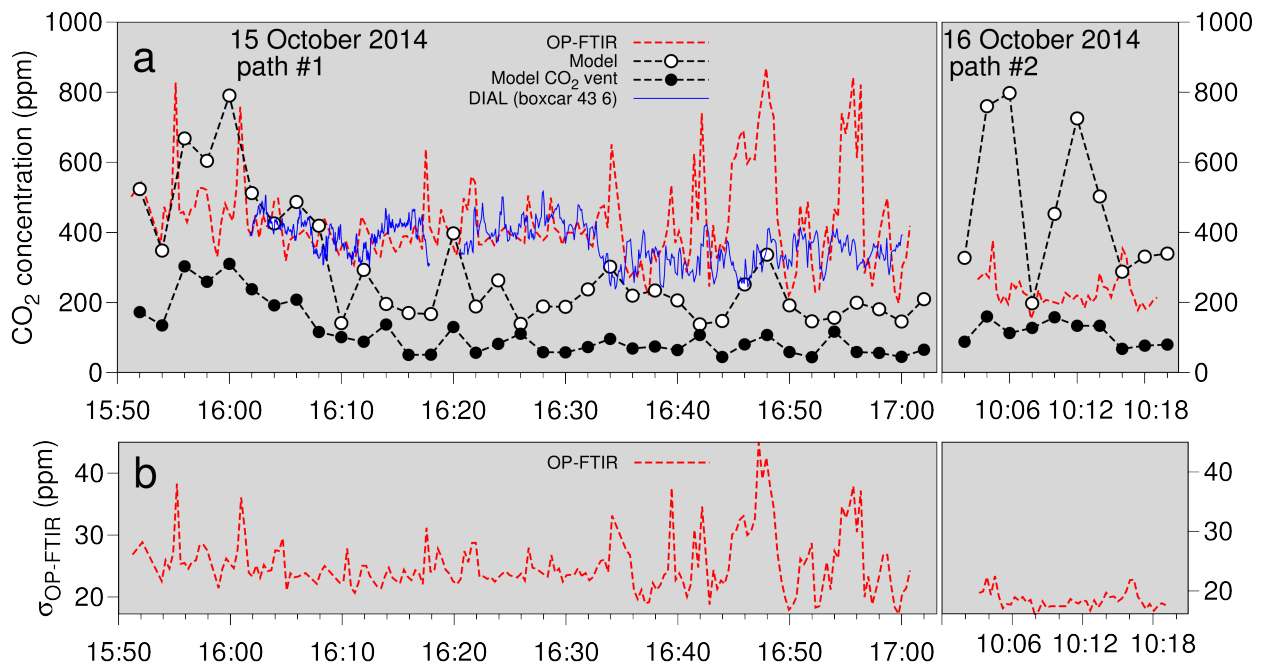 a
15 October 2014
path #1
OP-FTIR
Model
Model CO2 vent
DIAL (boxcar 43 6)
16 October 2014
path #2
CO2 concentration (ppm)
1000
800
600
400
200
0
1000
800
600
400
200
0
15:50 16:00 16:10 16:20 16:30 16:40 16:50 17:00
10:06 10:12 10:18
b
OP-FTIR
σOP-FTIR (ppm)
40
30
20
40
30
20
15:50 16:00 16:10 16:20 16:30 16:40 16:50 17:00
10:06 10:12 10:18